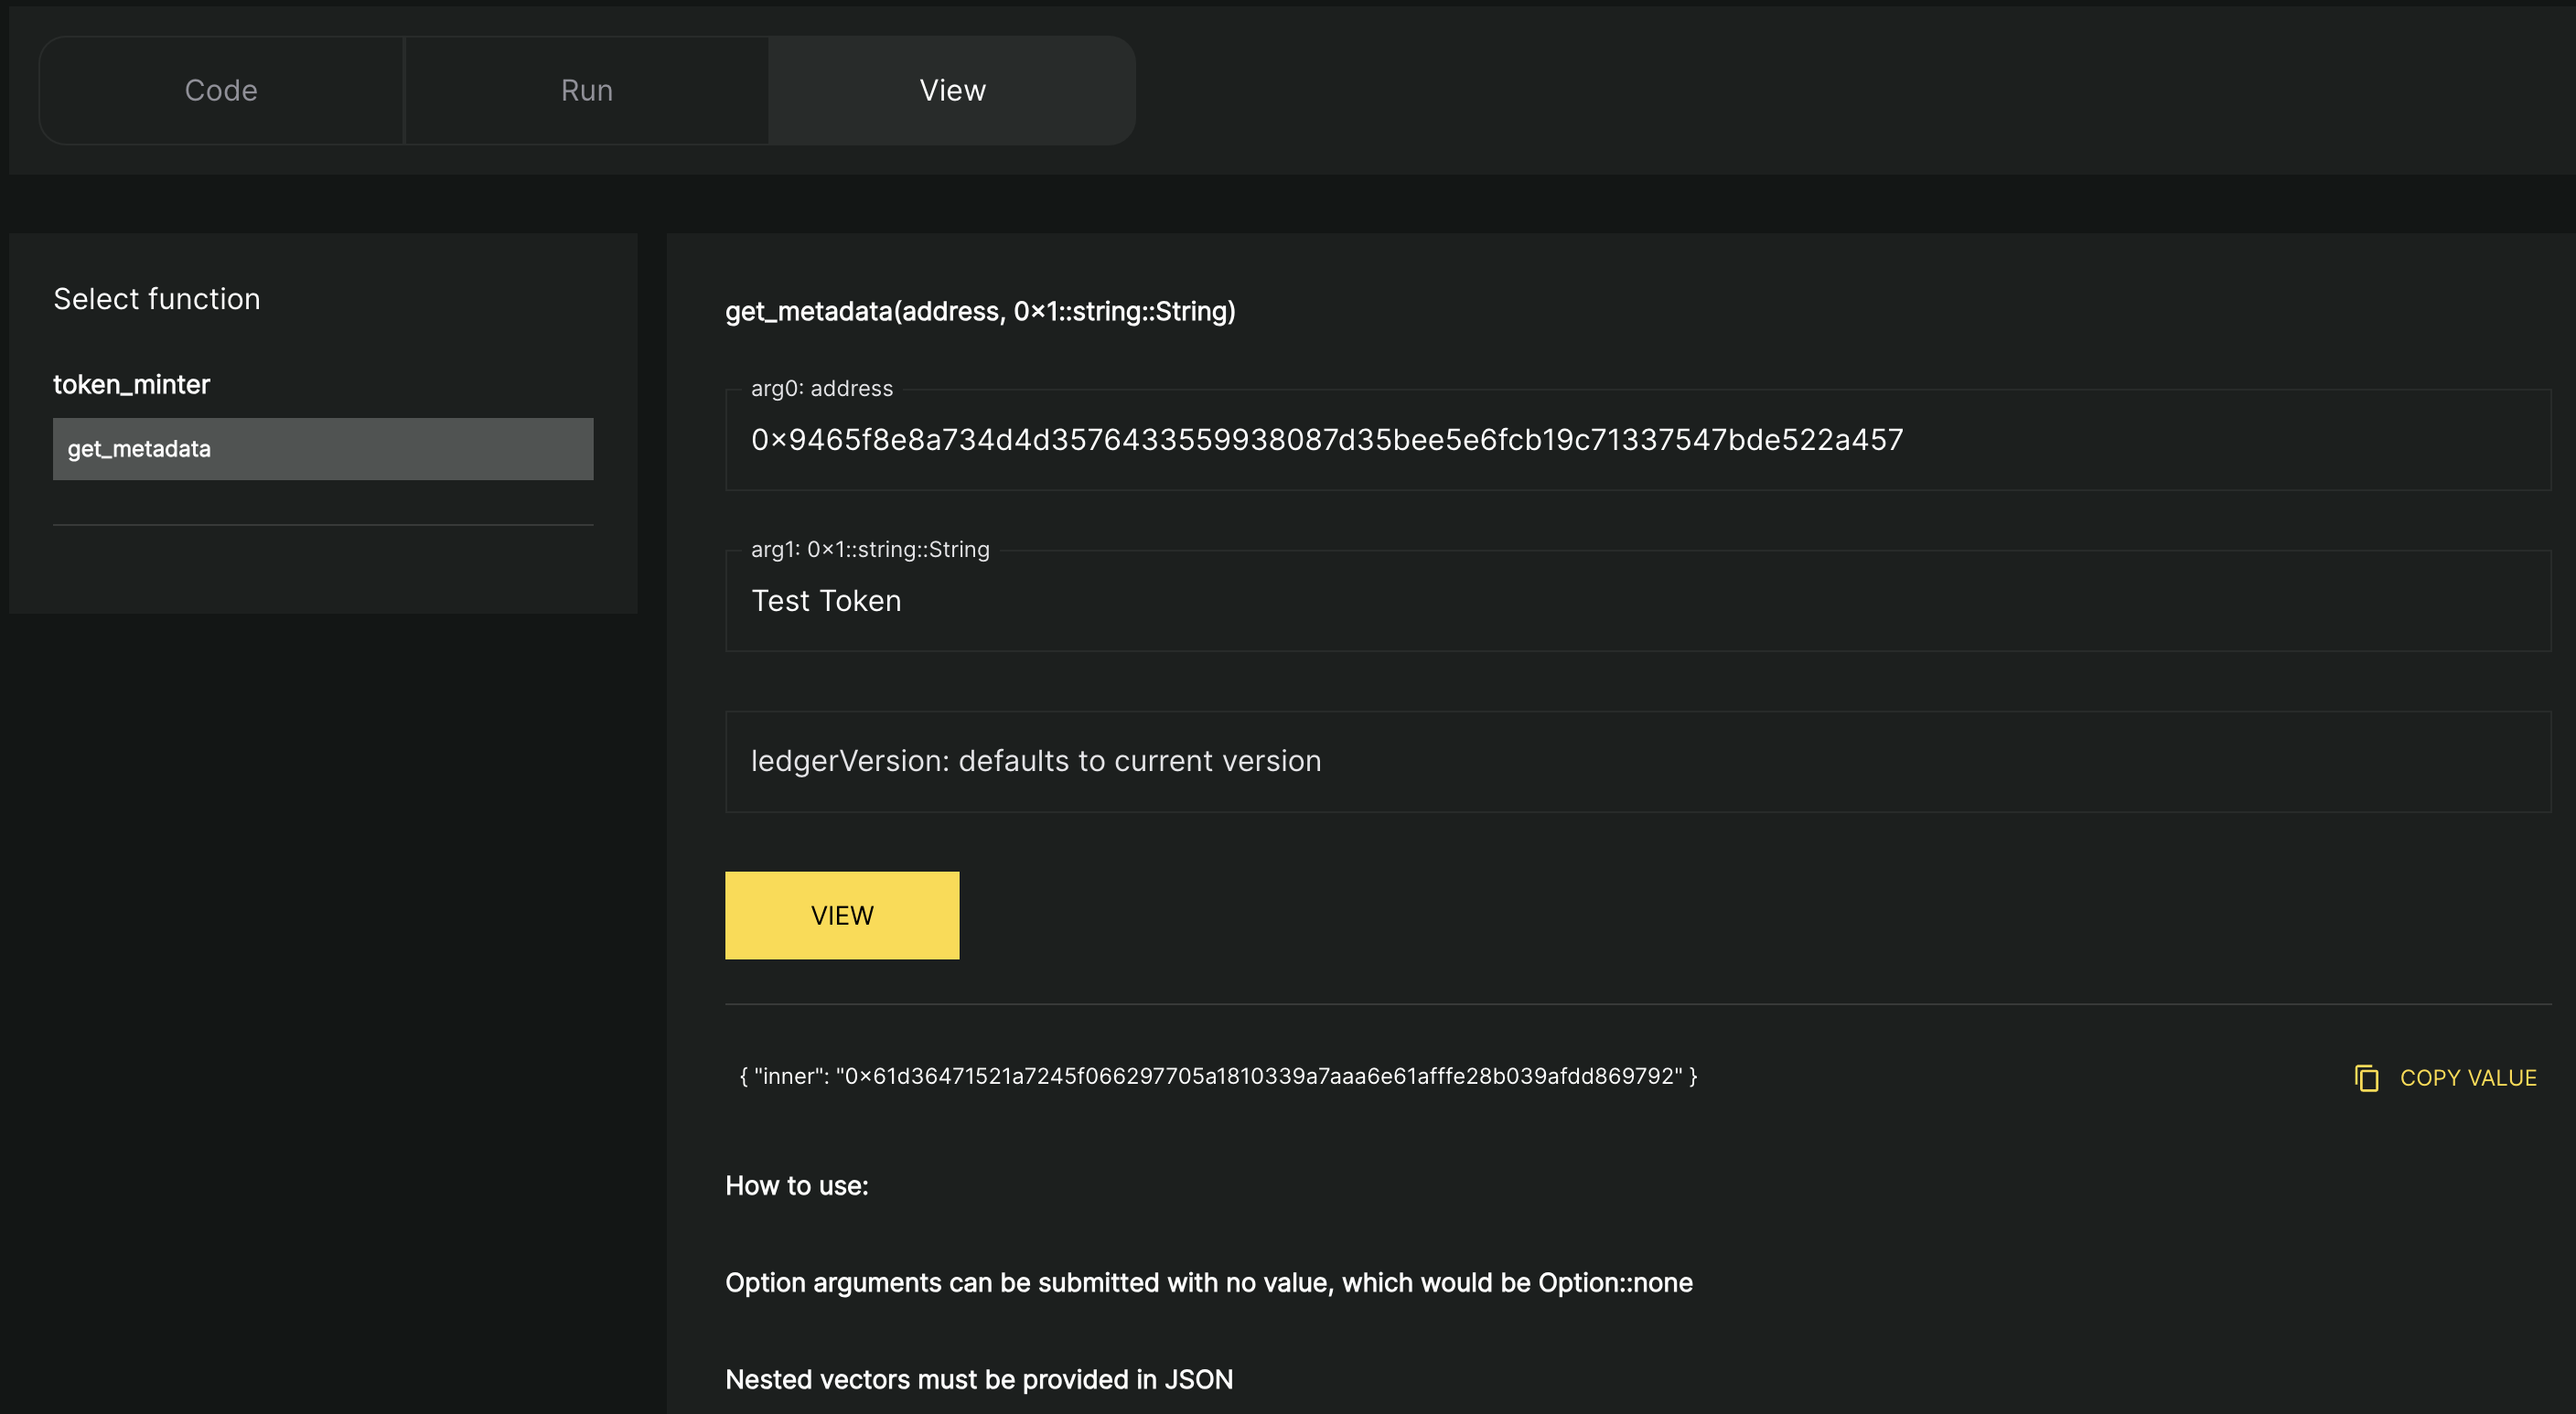 Code
Run
View
Select function
token_minter
get_metadata
get_metadata(address, 0x1::string::String)
arg0: address
0x9465f8e8a734d4d3576433559938087d35bee5e6fcb19c71337547bde522a457
arg1: 0x1::string::String
Test Token
ledgerVersion: defaults to current version
VIEW
{ "inner": "0x61d36471521a7245f066297705a1810339a7aaa6e61afffe28b039afdd869792" }
COPY VALUE
How to use:
Option arguments can be submitted with no value, which would be Option::none
Nested vectors must be provided in JSON